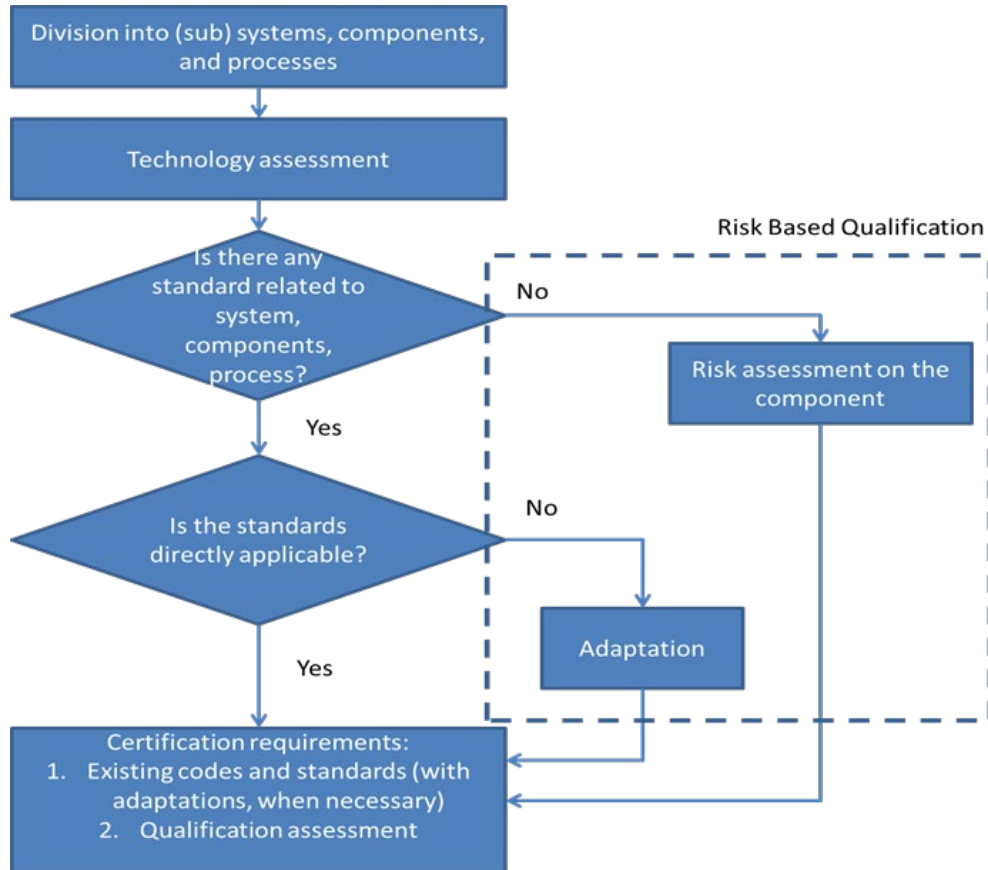 Division into (sub) systems, components,
and processes
Technology assessment
Risk Based Qualification
Is there any
standard related to
system,
components,
process?
No
Risk assessment on the
component
Yes
Is the standards
directly applicable?
No
Adaptation
Yes
Certification requirements:
1. Existing codes and standards (with
adaptations, when necessary)
2. Qualification assessment